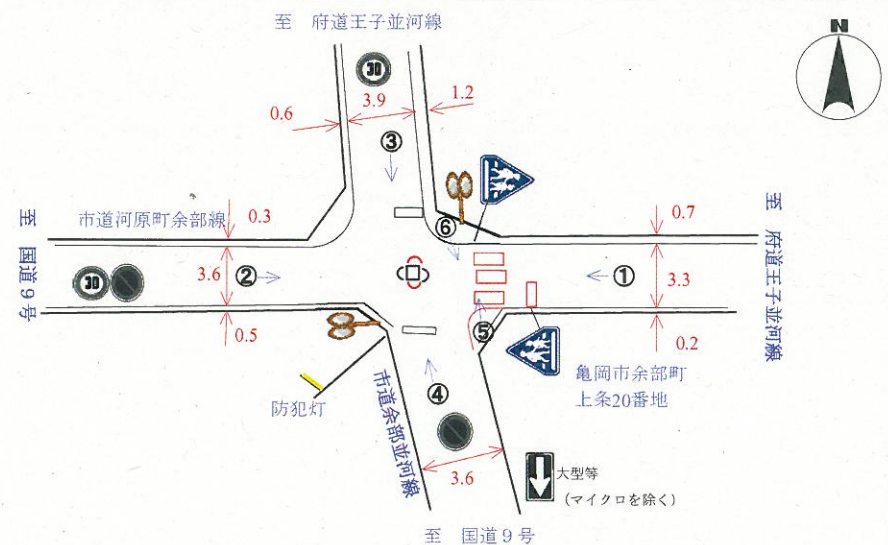 至 府道王子並河線
N
30
3.9
1.2
0.6
③
市道河原町余部線
0.3
⑥
0.7
至 国道9号
30
3.6
②
①
3.3
至 府道王子並河線
0.5
⑤
0.2
防犯灯
市道余部並河線
④
亀岡市余部町
上条20番地
3.6
大型等
(マイクロを除く)
至 国道9号